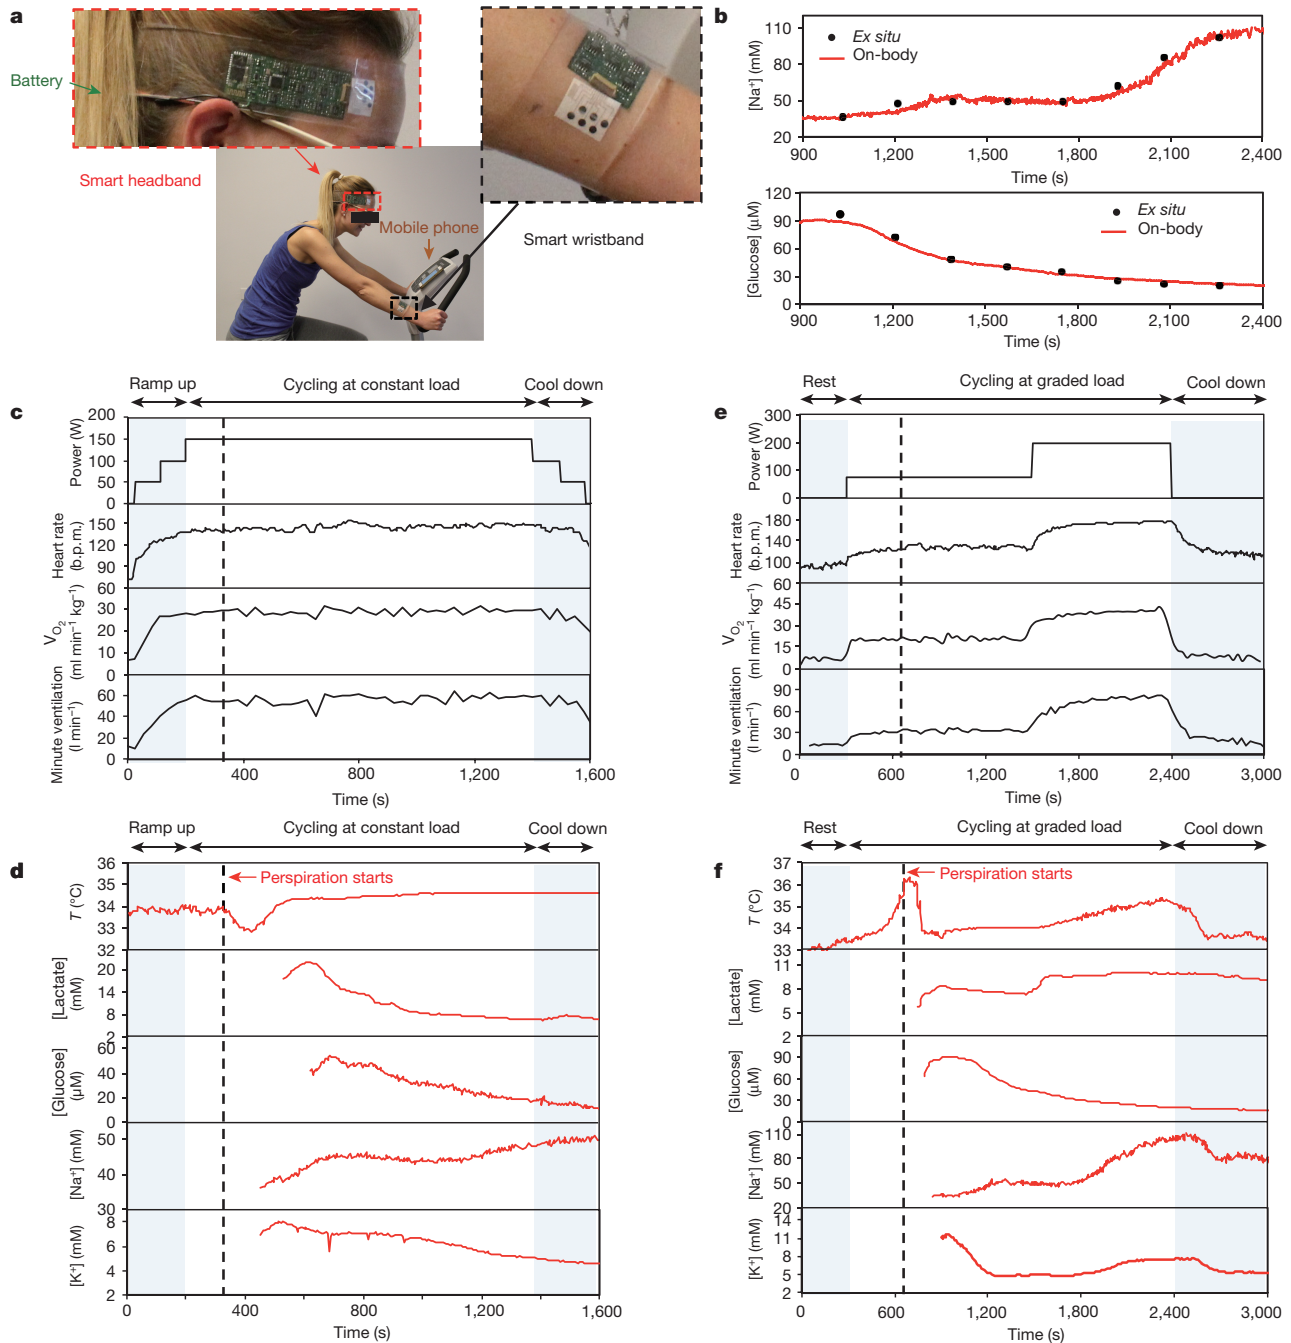 a
Battery
Smart headband
Mobile phone
Smart wristband
b
[Na⁺] (mM)
110
80
50
20
Ex situ
On-body
900
1,200
1,500
1,800
2,100
2,400
Time (s)
[Glucose] (µM)
120
90
60
30
0
Ex situ
On-body
900
1,200
1,500
1,800
2,100
2,400
Time (s)
c
Ramp up
Cycling at constant load
Cool down
Power (W)
200
150
100
50
0
Heart rate (b.p.m.)
150
120
90
60
V_O₂ (ml min⁻¹ kg⁻¹)
30
20
10
0
Minute ventilation (l min⁻¹)
60
40
20
0
0
400
800
1,200
1,600
Time (s)
e
Rest
Cycling at graded load
Cool down
Power (W)
300
200
100
0
Heart rate (b.p.m.)
180
140
100
60
V_O₂ (ml min⁻¹ kg⁻¹)
45
30
15
0
Minute ventilation (l min⁻¹)
90
60
30
0
0
600
1,200
1,800
2,400
3,000
Time (s)
d
Ramp up
Cycling at constant load
Cool down
Perspiration starts
T (°C)
36
35
34
33
32
[Lactate] (mM)
20
14
8
2
[Glucose] (µM)
60
40
20
0
[Na⁺] (mM)
50
40
30
[K⁺] (mM)
8
6
4
2
0
400
800
1,200
1,600
Time (s)
f
Rest
Cycling at graded load
Cool down
Perspiration starts
T (°C)
37
36
35
34
33
[Lactate] (mM)
11
8
5
2
[Glucose] (µM)
90
60
30
0
[Na⁺] (mM)
110
80
50
20
[K⁺] (mM)
14
11
8
5
2
0
600
1,200
1,800
2,400
3,000
Time (s)